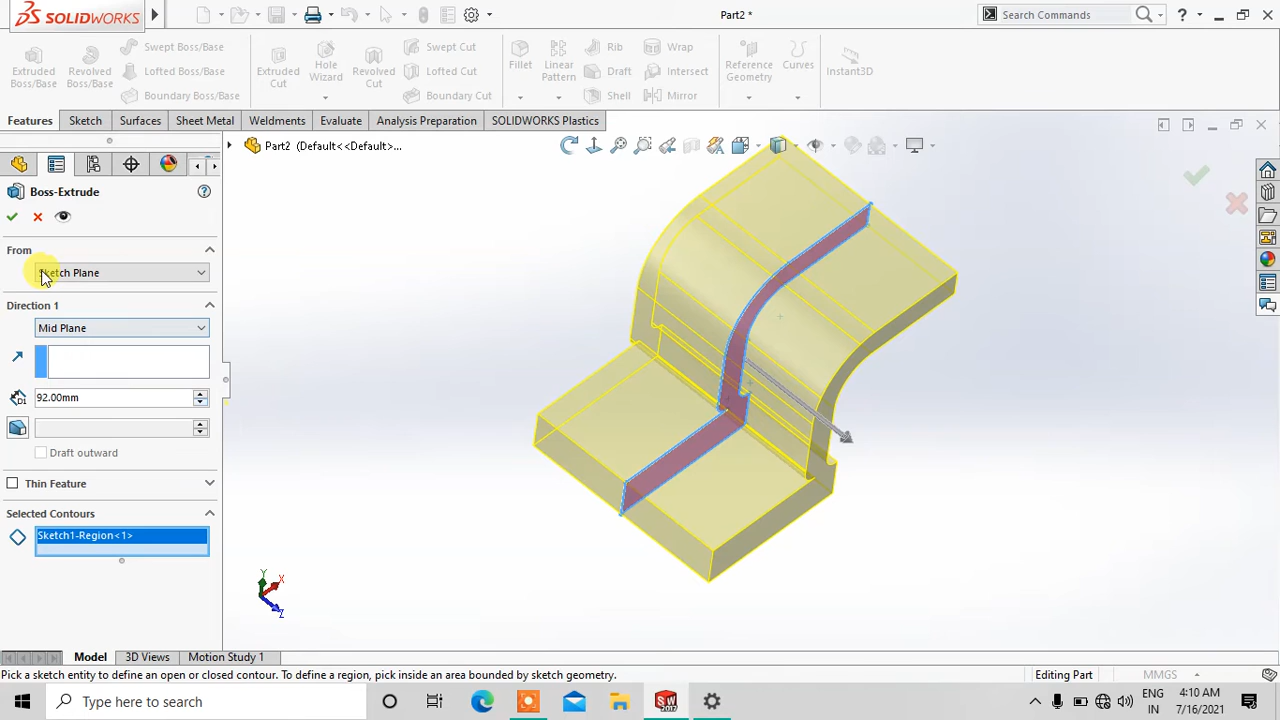 SOLIDWORKS
Part2 *
Search Commands
Extruded Boss/Base
Revolved Boss/Base
Swept Boss/Base
Lofted Boss/Base
Boundary Boss/Base
Extruded Cut
Hole Wizard
Revolved Cut
Swept Cut
Lofted Cut
Boundary Cut
Fillet
Linear Pattern
Rib
Draft
Shell
Wrap
Intersect
Mirror
Reference Geometry
Curves
Instant3D
Features
Sketch
Surfaces
Sheet Metal
Weldments
Evaluate
Analysis Preparation
SOLIDWORKS Plastics
Part2 (Default<<Default>...
Boss-Extrude
From
Sketch Plane
Direction 1
Mid Plane
92.00mm
Draft outward
Thin Feature
Selected Contours
Sketch1-Region<1>
Y
X
Z
Model
3D Views
Motion Study 1
Pick a sketch entity to define an open or closed contour. To define a region, pick inside an area bounded by sketch geometry.
Editing Part
MMGS
Type here to search
SW
2017
ENG
IN
4:10 AM
7/16/2021